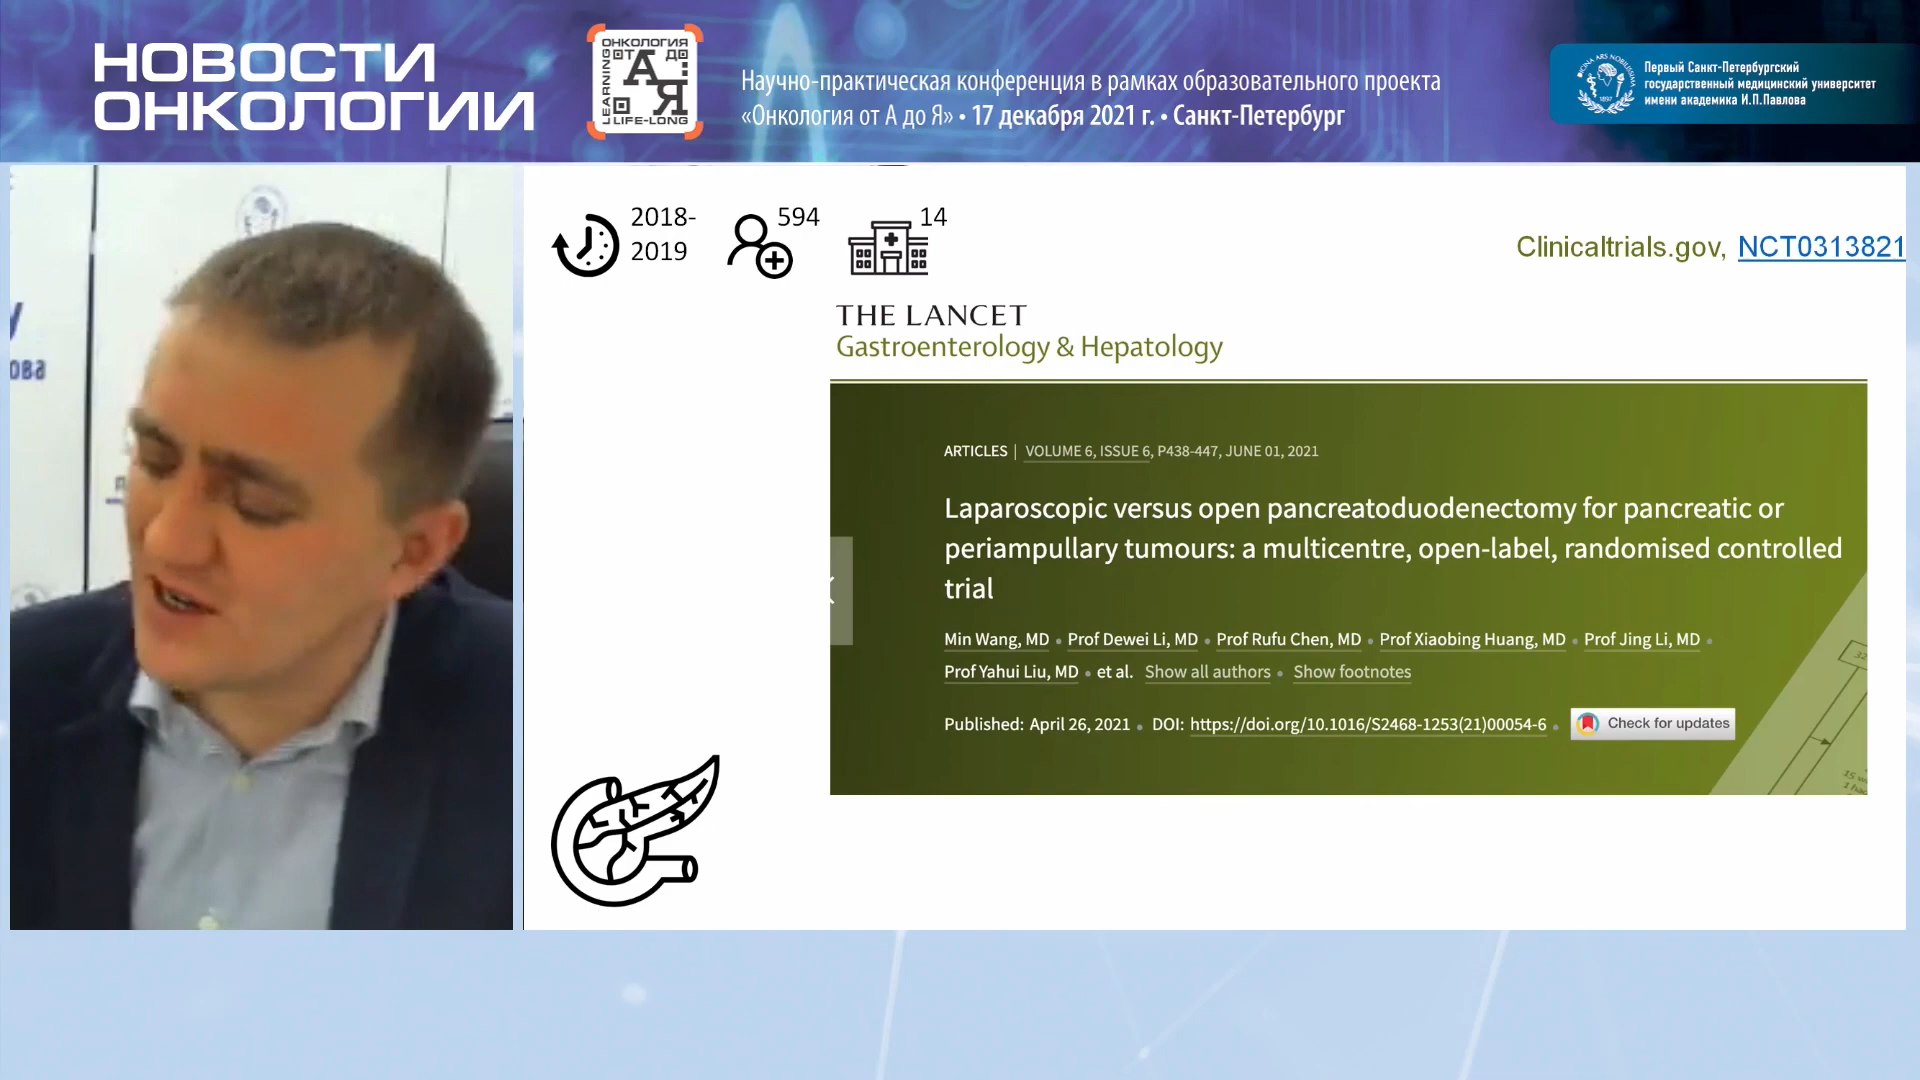 НОВОСТИ
ОНКОЛОГИИ
ОНКОЛОГИЯ
ОТ А ДО Я
LEARNING
LIFE-LONG
Научно-практическая конференция в рамках образовательного проекта
«Онкология от А до Я» • 17 декабря 2021 г. • Санкт-Петербург
Первый Санкт-Петербургский
государственный медицинский университет
имени академика И.П.Павлова
1897
ова
2018-
2019
594
14
Clinicaltrials.gov, NCT0313821
THE LANCET
Gastroenterology & Hepatology
ARTICLES | VOLUME 6, ISSUE 6, P438-447, JUNE 01, 2021
Laparoscopic versus open pancreatoduodenectomy for pancreatic or
periampullary tumours: a multicentre, open-label, randomised controlled
trial
Min Wang, MD • Prof Dewei Li, MD • Prof Rufu Chen, MD • Prof Xiaobing Huang, MD • Prof Jing Li, MD •
Prof Yahui Liu, MD • et al. Show all authors • Show footnotes
Published: April 26, 2021 • DOI: https://doi.org/10.1016/S2468-1253(21)00054-6 •
Check for updates